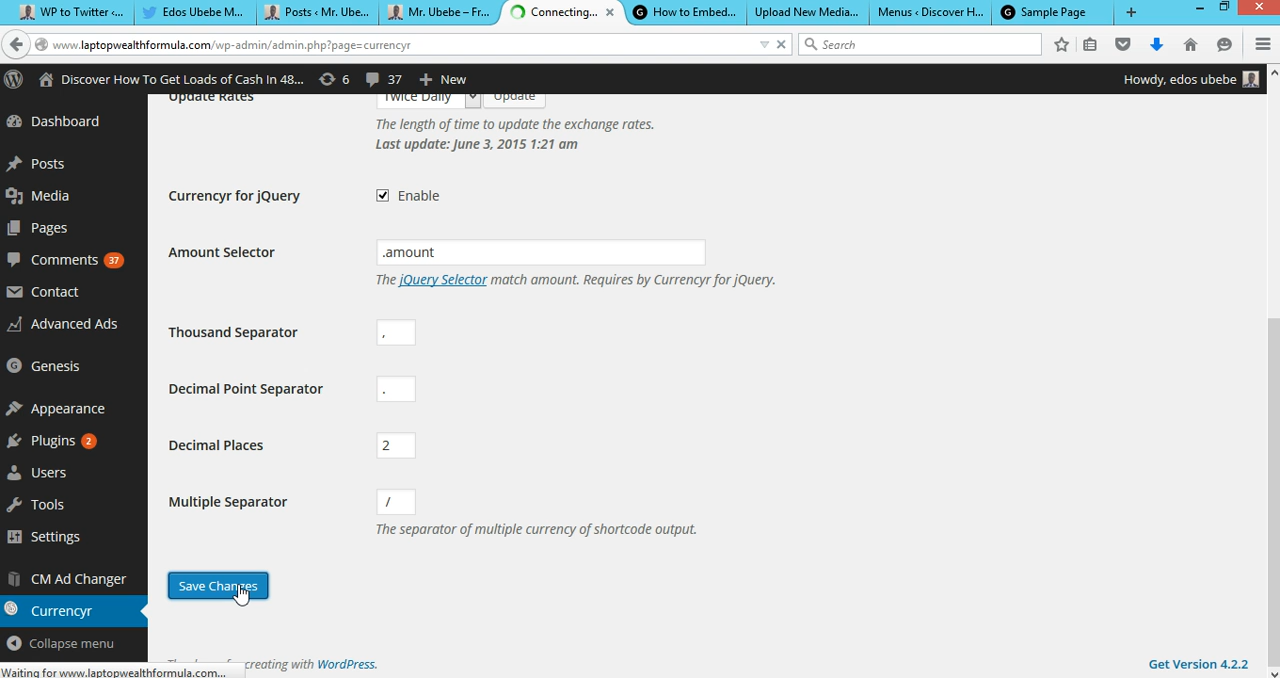 WP to Twitter <...
Edos Ubebe M...
Posts < Mr. Ube...
Mr. Ubebe – Fr...
Connecting...
How to Embed...
Upload New Media...
Menus < Discover H...
Sample Page
www.laptopwealthformula.com/wp-admin/admin.php?page=currencyr
Search
Discover How To Get Loads of Cash In 48...
6
37
New
Howdy, edos ubebe
Dashboard
Posts
Media
Pages
Comments 37
Contact
Advanced Ads
Genesis
Appearance
Plugins 2
Users
Tools
Settings
CM Ad Changer
Currencyr
Collapse menu
Update Rates
Twice Daily
Update
The length of time to update the exchange rates.
Last update: June 3, 2015 1:21 am
Currencyr for jQuery
Enable
Amount Selector
.amount
The jQuery Selector match amount. Requires by Currencyr for jQuery.
Thousand Separator
,
Decimal Point Separator
.
Decimal Places
2
Multiple Separator
/
The separator of multiple currency of shortcode output.
Save Changes
creating with WordPress.
Get Version 4.2.2
Waiting for www.laptopwealthformula.com...